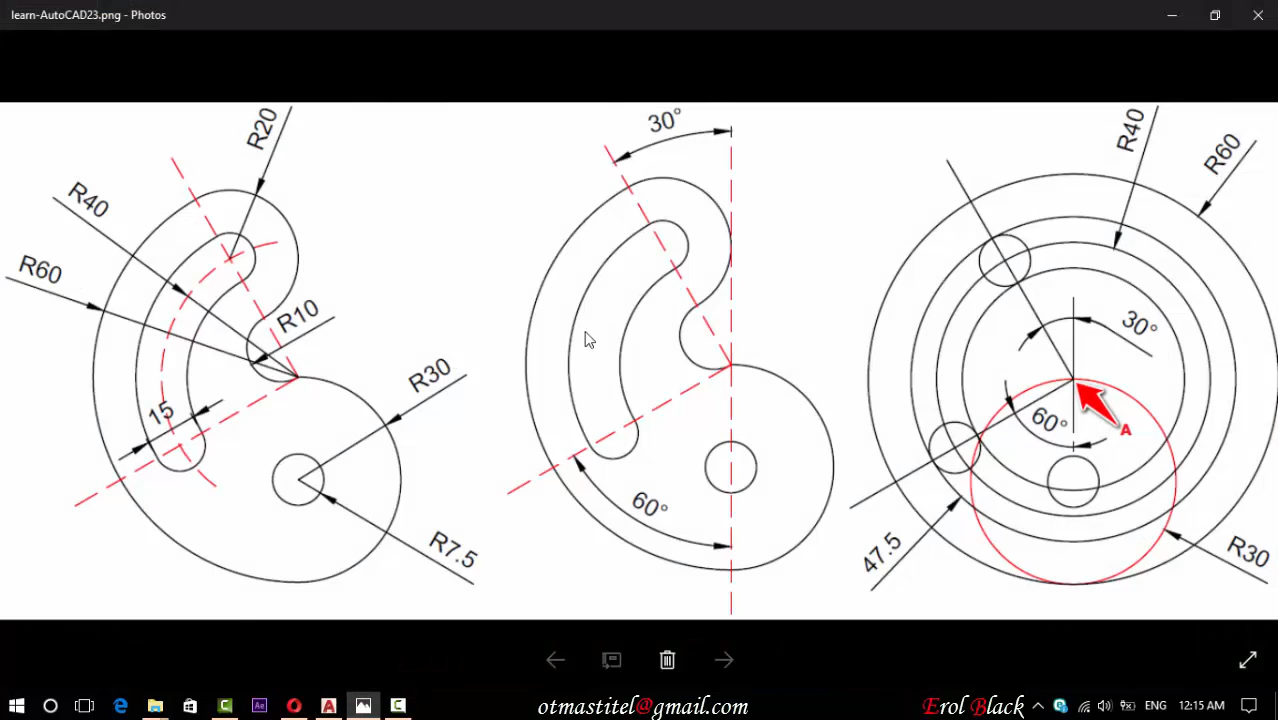 learn-AutoCAD23.png - Photos
R20
R40
R60
R10
R30
15
R7.5
30°
60°
R40
R60
30°
60°
A
47.5
R30
otmastitel@gmail.com
Erol Black
ENG
12:15 AM